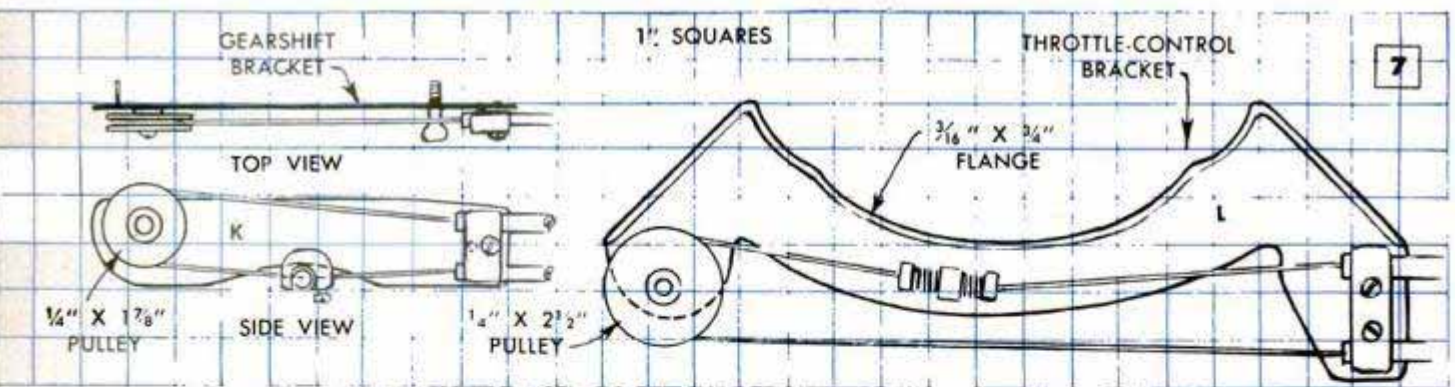 GEARSHIFT
BRACKET
1" SQUARES
THROTTLE-CONTROL
BRACKET
7
3/16" X 3/4"
FLANGE
TOP VIEW
K
L
1/4" X 1 7/8"
PULLEY
SIDE VIEW
1/4" X 2 1/2"
PULLEY